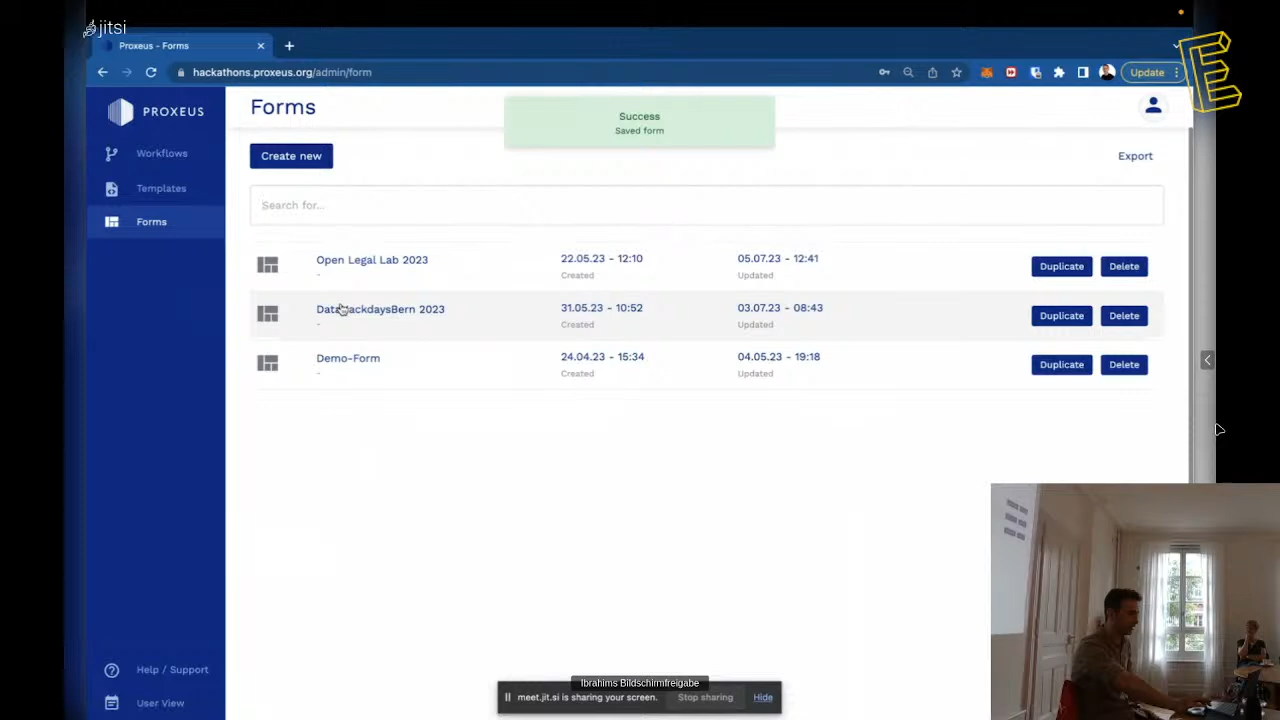 jitsi
Proxeus - Forms
hackathons.proxeus.org/admin/form
Update
E
PROXEUS
Forms
Success
Saved form
Workflows
Create new
Export
Templates
Search for...
Forms
Open Legal Lab 2023
22.05.23 - 12:10
05.07.23 - 12:41
Duplicate
Delete
-
Created
Updated
DataHackdaysBern 2023
31.05.23 - 10:52
03.07.23 - 08:43
Duplicate
Delete
-
Created
Updated
Demo-Form
24.04.23 - 15:34
04.05.23 - 19:18
Duplicate
Delete
-
Created
Updated
Help / Support
User View
Ibrahims Bildschirmfreigabe
meet.jit.si is sharing your screen.
Stop sharing
Hide